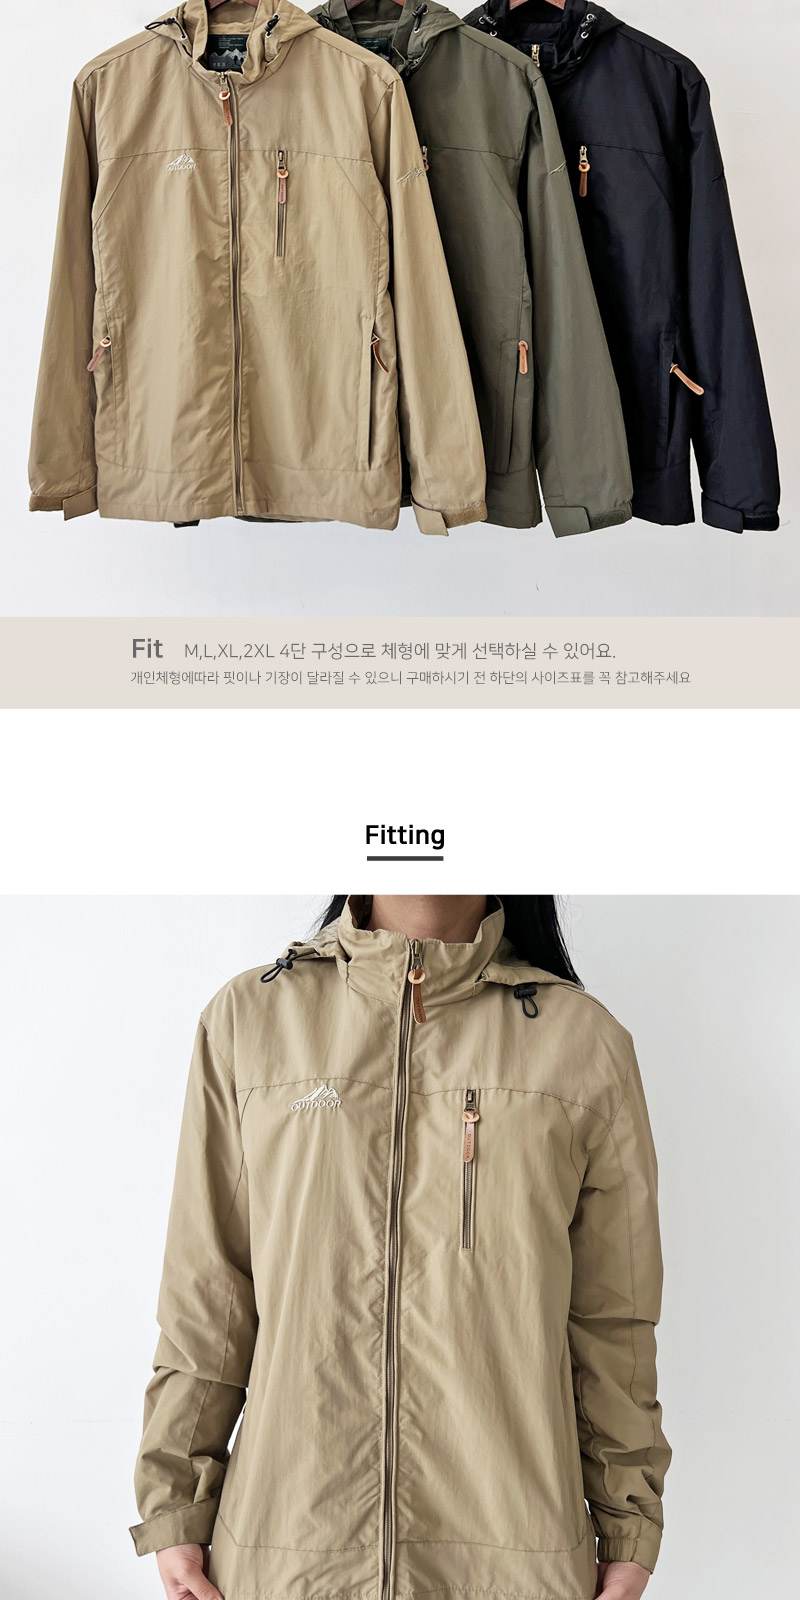 OUTDOOR
Fit M,L,XL,2XL 4단 구성으로 체형에 맞게 선택하실 수 있어요.
개인체형에따라 핏이나 기장이 달라질 수 있으니 구매하시기 전 하단의 사이즈표를 꼭 참고해주세요
Fitting
OUTDOOR
OUTDOOR